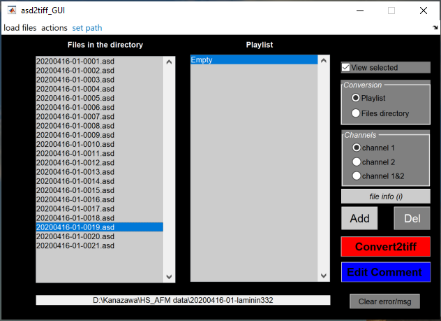 asd2tiff_GUI
load files actions set path
Files in the directory
20200416-01-0001.asd
20200416-01-0002.asd
20200416-01-0003.asd
20200416-01-0004.asd
20200416-01-0005.asd
20200416-01-0006.asd
20200416-01-0007.asd
20200416-01-0008.asd
20200416-01-0009.asd
20200416-01-0010.asd
20200416-01-0011.asd
20200416-01-0012.asd
20200416-01-0013.asd
20200416-01-0014.asd
20200416-01-0015.asd
20200416-01-0016.asd
20200416-01-0017.asd
20200416-01-0018.asd
20200416-01-0019.asd
20200416-01-0020.asd
20200416-01-0021.asd
Playlist
Empty
View selected
Conversion
Playlist
Files directory
Channels
channel 1
channel 2
channel 1&2
file info (i)
Add Del
Convert2tiff
Edit Comment
D:\Kanazawa\HS_AFM data\20200416-01-laminin332
Clear error/msg